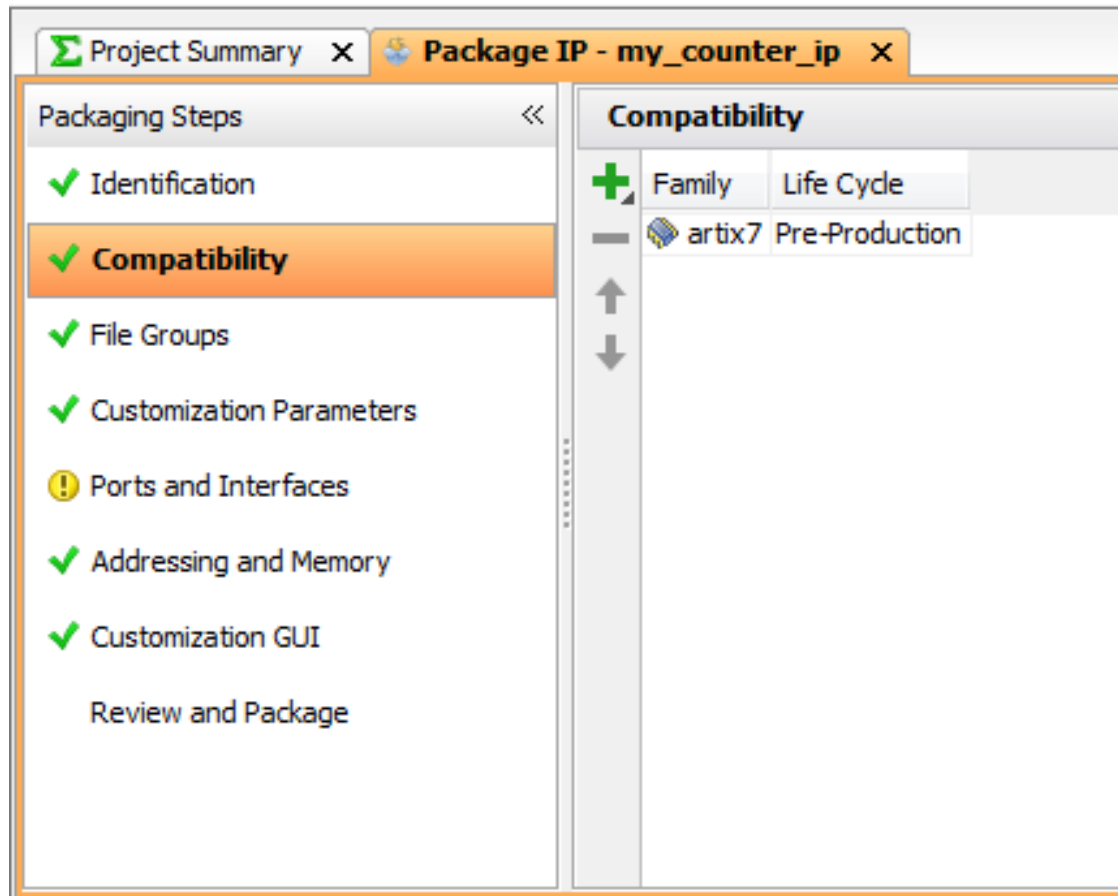 Project Summary
Package IP - my_counter_ip
Packaging Steps
Identification
Compatibility
File Groups
Customization Parameters
Ports and Interfaces
Addressing and Memory
Customization GUI
Review and Package
Compatibility
Family Life Cycle
artix7 Pre-Production